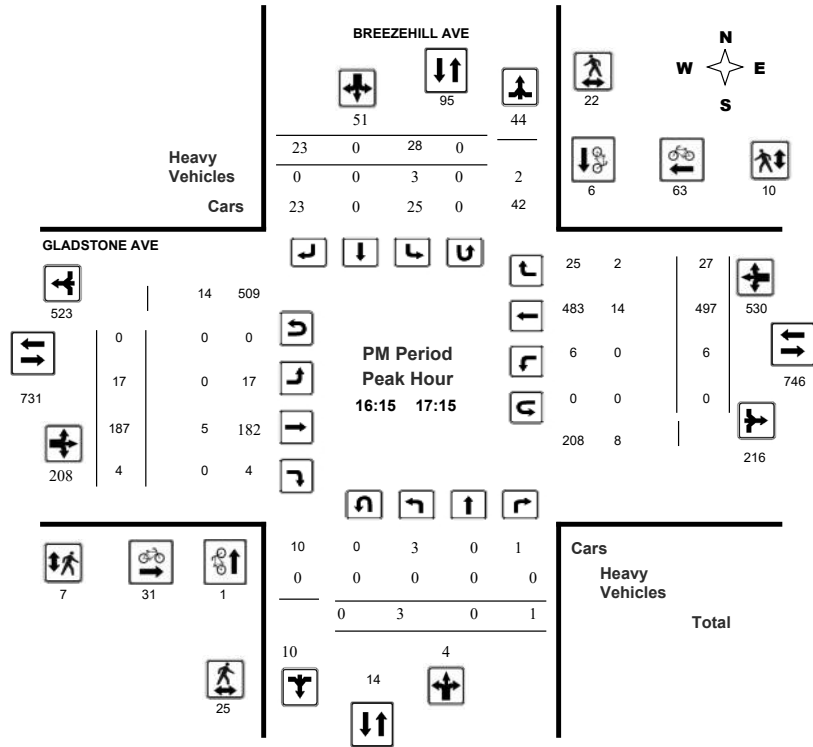 BREEZEHILL AVE
N
W E
S
95
22
51 44
23 0 28 0
Heavy
Vehicles
0 0 3 0 2
6 63 10
Cars 23 0 25 0 42
GLADSTONE AVE
25 2 27
14 509
483 14 497 530
523
0 0 0
PM Period
6 0 6
731 17 0 17
Peak Hour
746
16:15 17:15
0 0 0
187 5 182
208 8
208 4 0 4
216
10 0 3 0 1 Cars
0 0 0 0 0 Heavy
Vehicles
7 31 1
0 3 0 1 Total
10 4
14
25